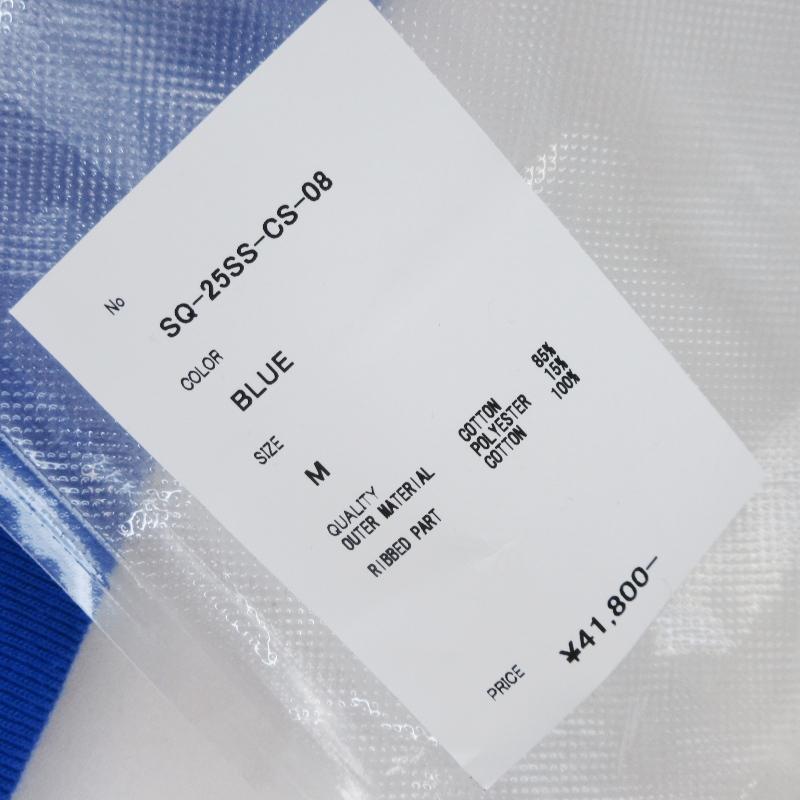 No
SQ-25SS-CS-08
COLOR
BLUE
SIZE
M
QUALITY
OUTER MATERIAL COTTON 85%
POLYESTER 15%
RIBBED PART COTTON 100%
PRICE ¥41,800-